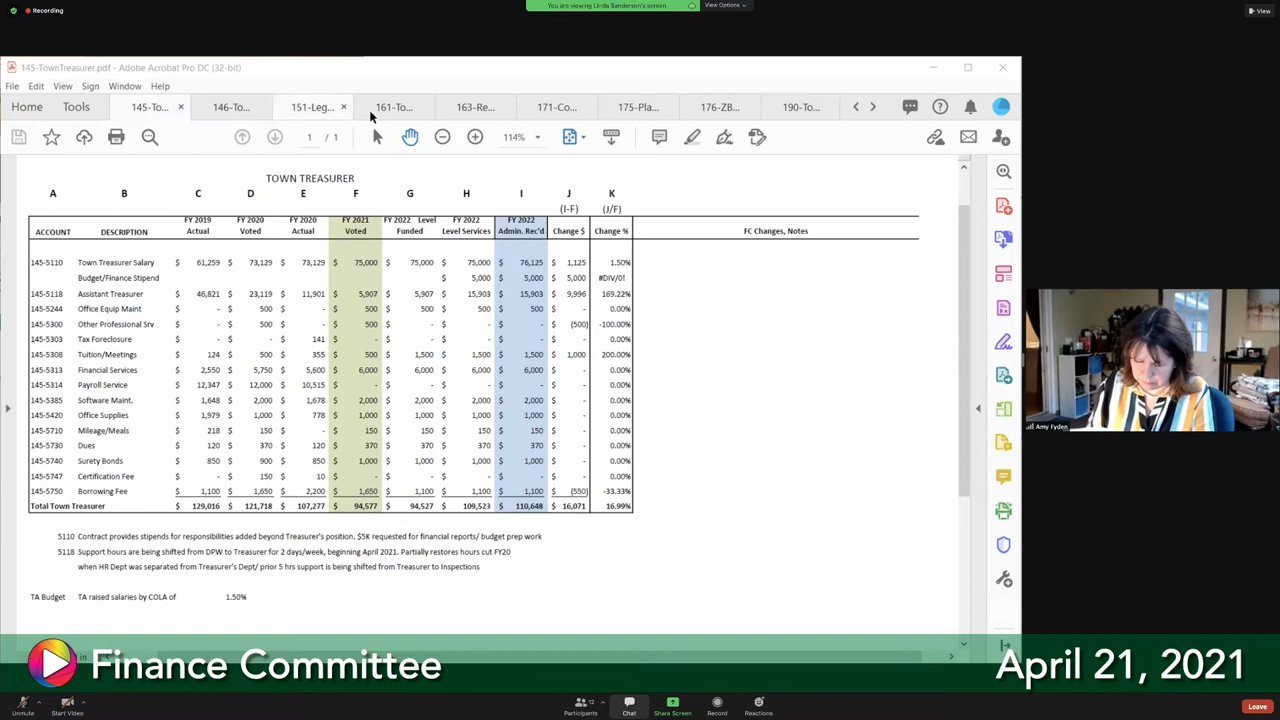 Recording
You are viewing Linda Sanderson's screen
View Options
View
145-TownTreasurer.pdf - Adobe Acrobat Pro DC (32-bit)
File Edit View Sign Window Help
Home Tools 145-To... × 146-To... 151-Leg... × 161-To... 163-Re... 171-Co... 175-Pla... 176-ZB... 190-To...
1 / 1 114%
TOWN TREASURER
A B C D E F G H I J K
(I-F) (J/F)
FY 2019 FY 2020 FY 2020 FY 2021 FY 2022 Level FY 2022 FY 2022
ACCOUNT DESCRIPTION Actual Voted Actual Voted Funded Level Services Admin. Rec'd Change $ Change % FC Changes, Notes
145-5110 Town Treasurer Salary $ 61,259 $ 73,129 $ 73,129 $ 75,000 $ 75,000 $ 75,000 $ 76,125 $ 1,125 1.50%
Budget/Finance Stipend $ 5,000 $ 5,000 $ 5,000 #DIV/0!
145-5118 Assistant Treasurer $ 46,821 $ 23,119 $ 11,901 $ 5,907 $ 5,907 $ 15,903 $ 15,903 $ 9,996 169.22%
145-5244 Office Equip Maint $ - $ 500 $ - $ 500 $ 500 $ 500 $ 500 $ - 0.00%
145-5300 Other Professional Srv $ - $ 500 $ - $ 500 $ - $ - $ - $ (500) -100.00%
145-5303 Tax Foreclosure $ - $ - $ 141 $ - $ - $ - $ - $ - 0.00%
145-5308 Tuition/Meetings $ 124 $ 500 $ 355 $ 500 $ 1,500 $ 1,500 $ 1,500 $ 1,000 200.00%
145-5313 Financial Services $ 2,550 $ 5,750 $ 5,600 $ 6,000 $ 6,000 $ 6,000 $ 6,000 $ - 0.00%
145-5314 Payroll Service $ 12,347 $ 12,000 $ 10,515 $ - $ - $ - $ - $ - 0.00%
145-5385 Software Maint. $ 1,648 $ 2,000 $ 1,678 $ 2,000 $ 2,000 $ 2,000 $ 2,000 $ - 0.00%
145-5420 Office Supplies $ 1,979 $ 1,000 $ 778 $ 1,000 $ 1,000 $ 1,000 $ 1,000 $ - 0.00%
145-5710 Mileage/Meals $ 218 $ 150 $ - $ 150 $ 150 $ 150 $ 150 $ - 0.00%
145-5730 Dues $ 120 $ 370 $ 120 $ 370 $ 370 $ 370 $ 370 $ - 0.00%
145-5740 Surety Bonds $ 850 $ 900 $ 850 $ 1,000 $ 1,000 $ 1,000 $ 1,000 $ - 0.00%
145-5747 Certification Fee $ - $ 150 $ 10 $ - $ - $ - $ - $ - 0.00%
145-5750 Borrowing Fee $ 1,100 $ 1,650 $ 2,200 $ 1,650 $ 1,100 $ 1,100 $ 1,100 $ (550) -33.33%
Total Town Treasurer $ 129,016 $ 121,718 $ 107,277 $ 94,577 $ 94,527 $ 109,523 $ 110,648 $ 16,071 16.99%
5110 Contract provides stipends for responsibilities added beyond Treasurer's position. $5K requested for financial reports/ budget prep work
5118 Support hours are being shifted from DPW to Treasurer for 2 days/week, beginning April 2021. Partially restores hours cut FY20
when HR Dept was separated from Treasurer's Dept/ prior 5 hrs support is being shifted from Treasurer to Inspections
TA Budget TA raised salaries by COLA of 1.50%
Amy Fyden
Finance Committee April 21, 2021
Unmute Start Video Participants 12 Chat Share Screen Record Reactions Leave